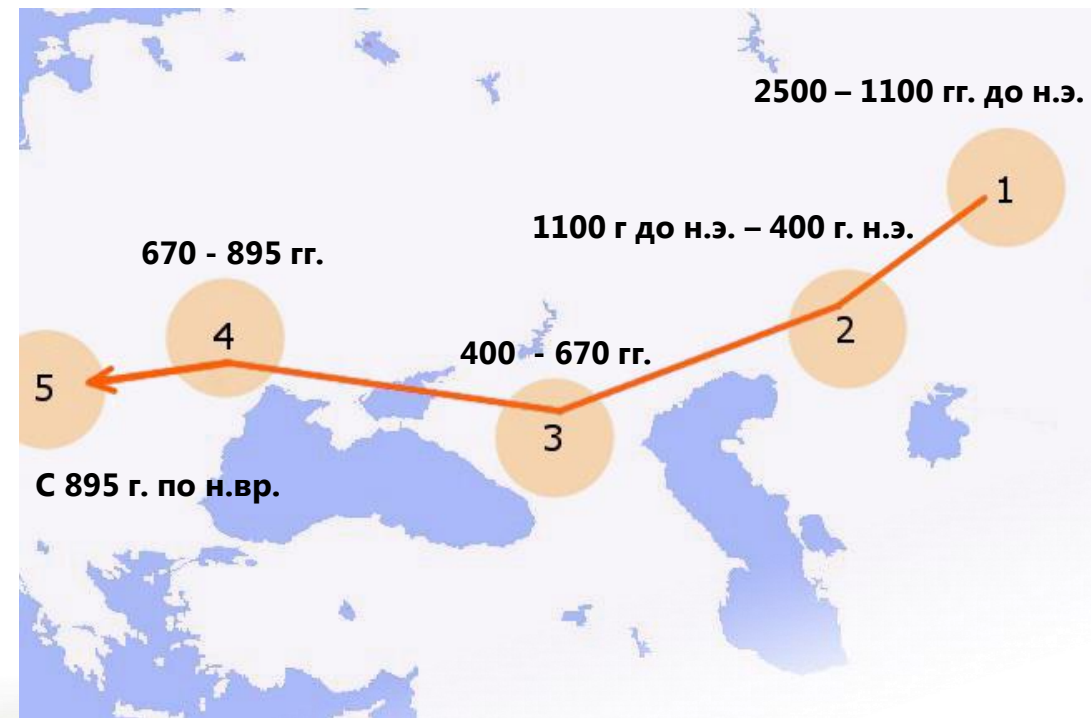 2500 – 1100 гг. до н.э.
1
1100 г до н.э. – 400 г. н.э.
670 - 895 гг.
2
4
400 - 670 гг.
5
3
С 895 г. по н.вр.